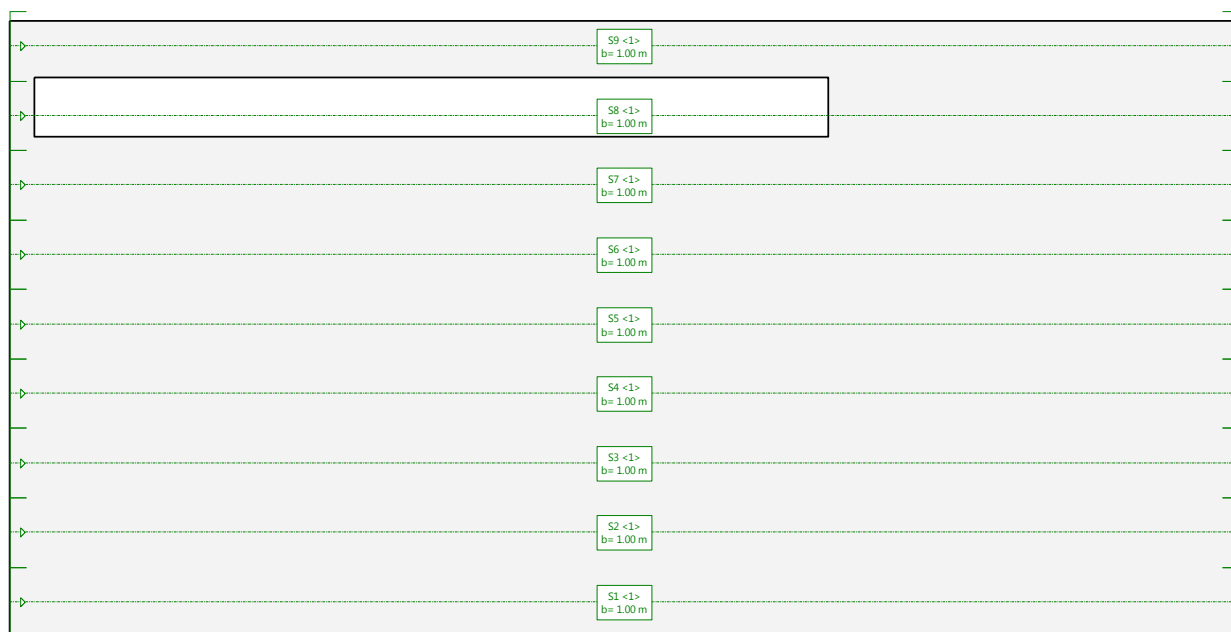 S9 <1>
b= 1.00 m
S8 <1>
b= 1.00 m
S7 <1>
b= 1.00 m
S6 <1>
b= 1.00 m
S5 <1>
b= 1.00 m
S4 <1>
b= 1.00 m
S3 <1>
b= 1.00 m
S2 <1>
b= 1.00 m
S1 <1>
b= 1.00 m